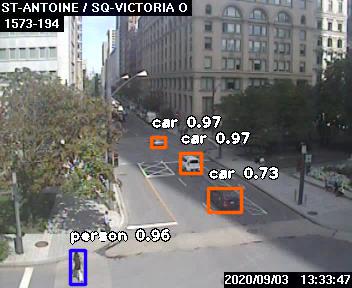 ST-ANTOINE / SQ-VICTORIA O
1573-194
car 0.97
car 0.97
car 0.73
person 0.96
2020/09/03 13:33:47